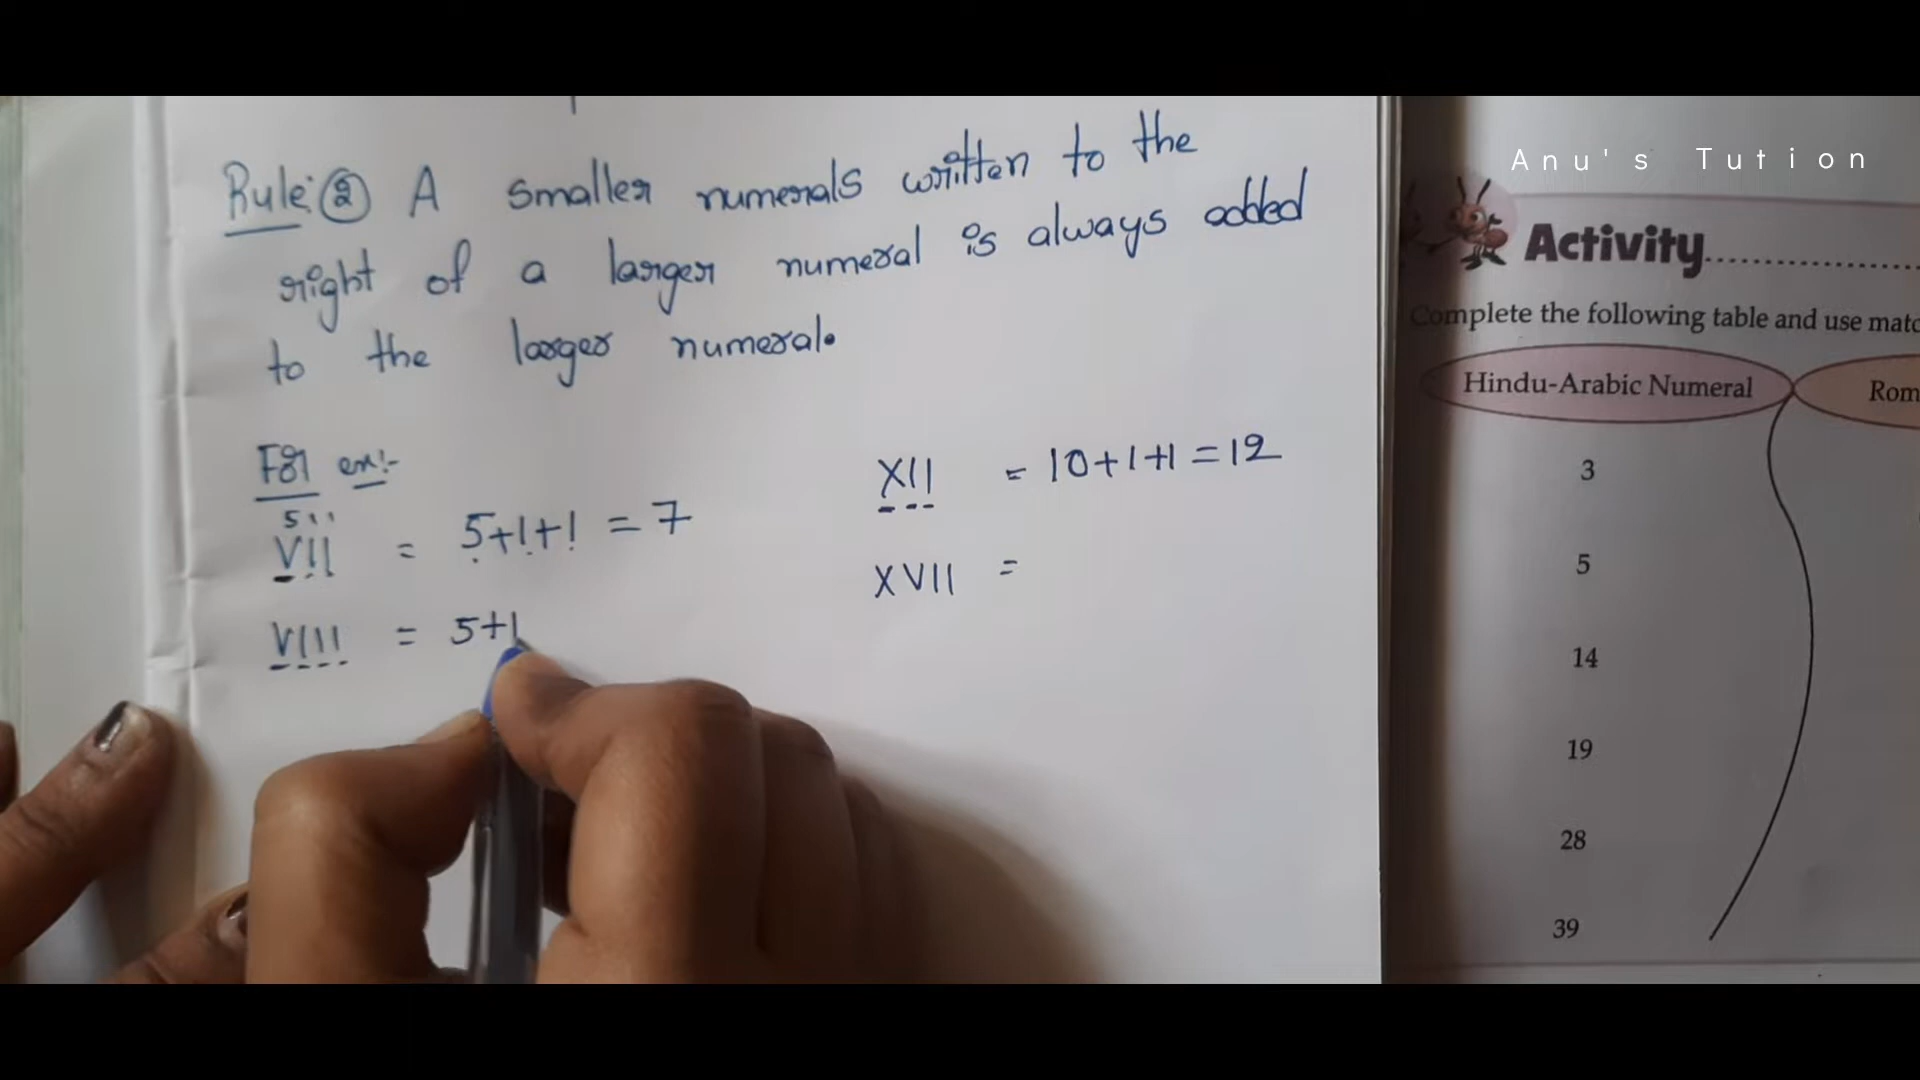 Anu's Tution
Rule: ② A smaller numerals written to the
right of a larger numeral is always added
to the larger numeral.
For ex:-
5 1 1
VII = 5+1+1 = 7
VIII = 5+1
XII = 10+1+1 = 12
XVII =
Activity
Complete the following table and use matc
Hindu-Arabic Numeral Rom
3
5
14
19
28
39